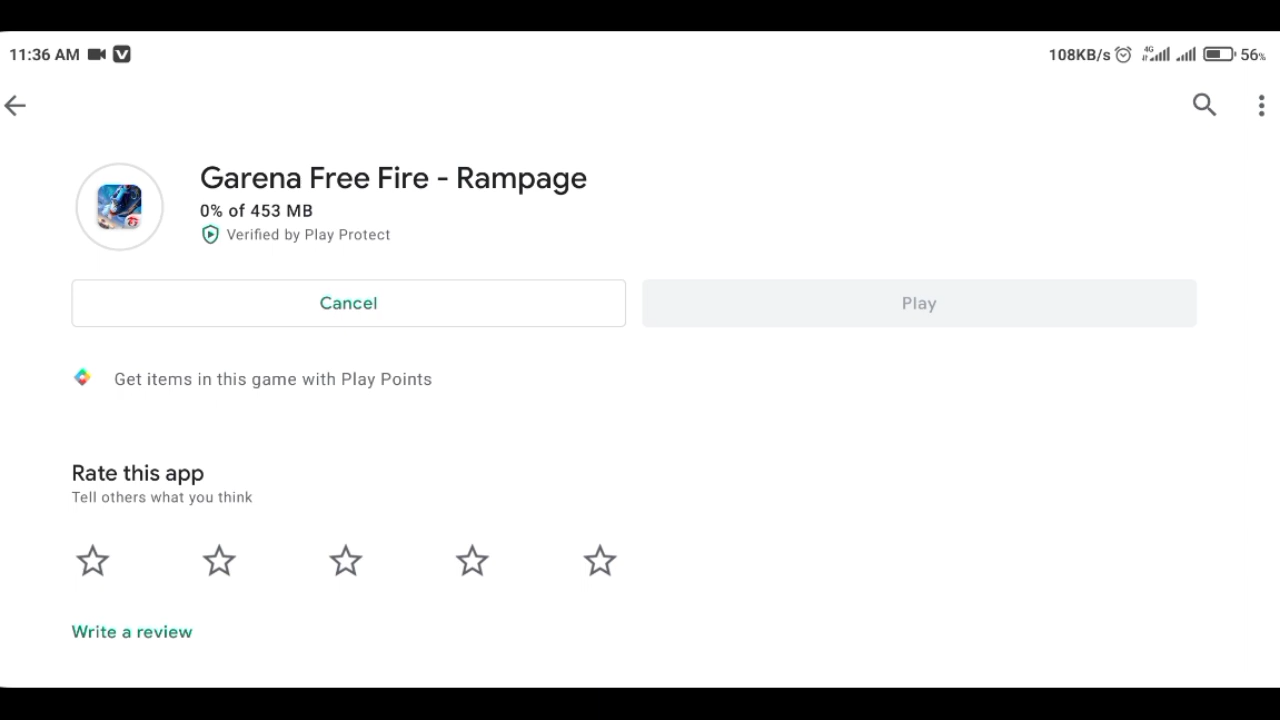 11:36 AM
108KB/s 4G 56%
Garena Free Fire - Rampage
0% of 453 MB
Verified by Play Protect
Cancel
Play
Get items in this game with Play Points
Rate this app
Tell others what you think
Write a review